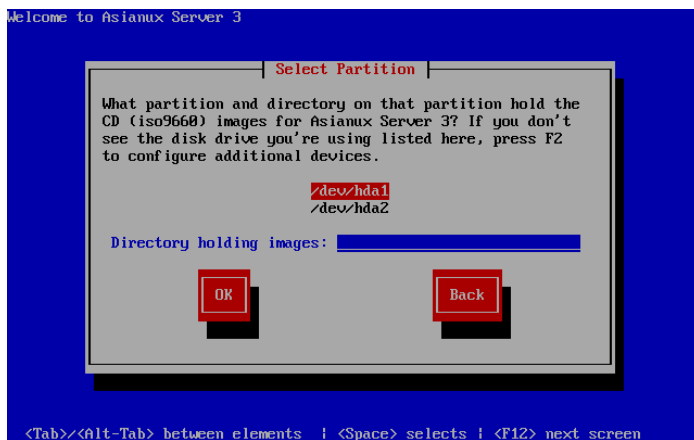 Welcome to Asianux Server 3
Select Partition
What partition and directory on that partition hold the
CD (iso9660) images for Asianux Server 3? If you don't
see the disk drive you're using listed here, press F2
to configure additional devices.
/dev/hda1
/dev/hda2
Directory holding images:
OK Back
<Tab>/<Alt-Tab> between elements | <Space> selects | <F12> next screen